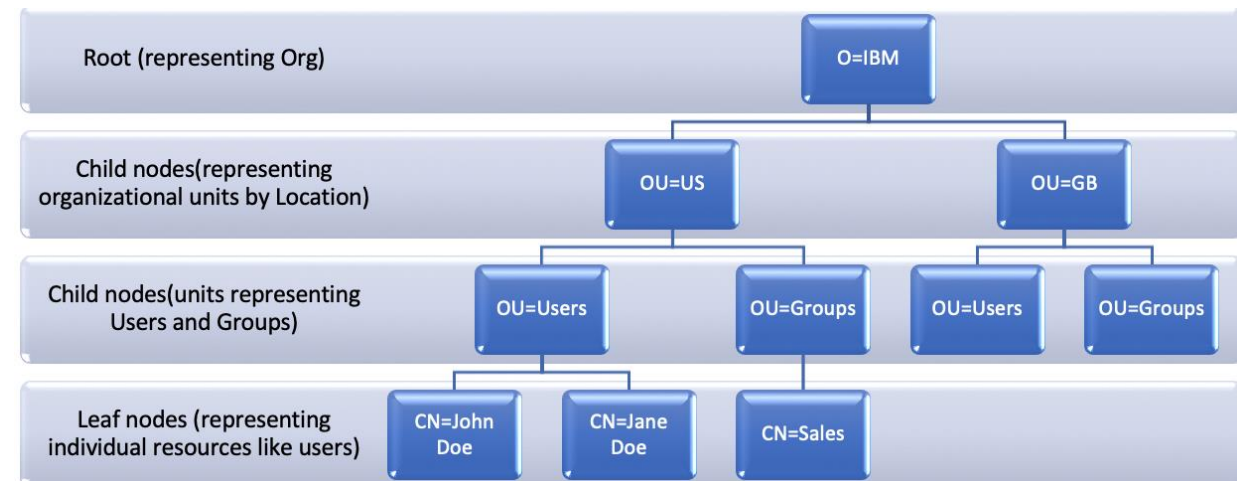 Root (representing Org)
O=IBM
Child nodes(representing
organizational units by Location)
OU=US
OU=GB
Child nodes(units representing
Users and Groups)
OU=Users
OU=Groups
OU=Users
OU=Groups
Leaf nodes (representing
individual resources like users)
CN=John
Doe
CN=Jane
Doe
CN=Sales